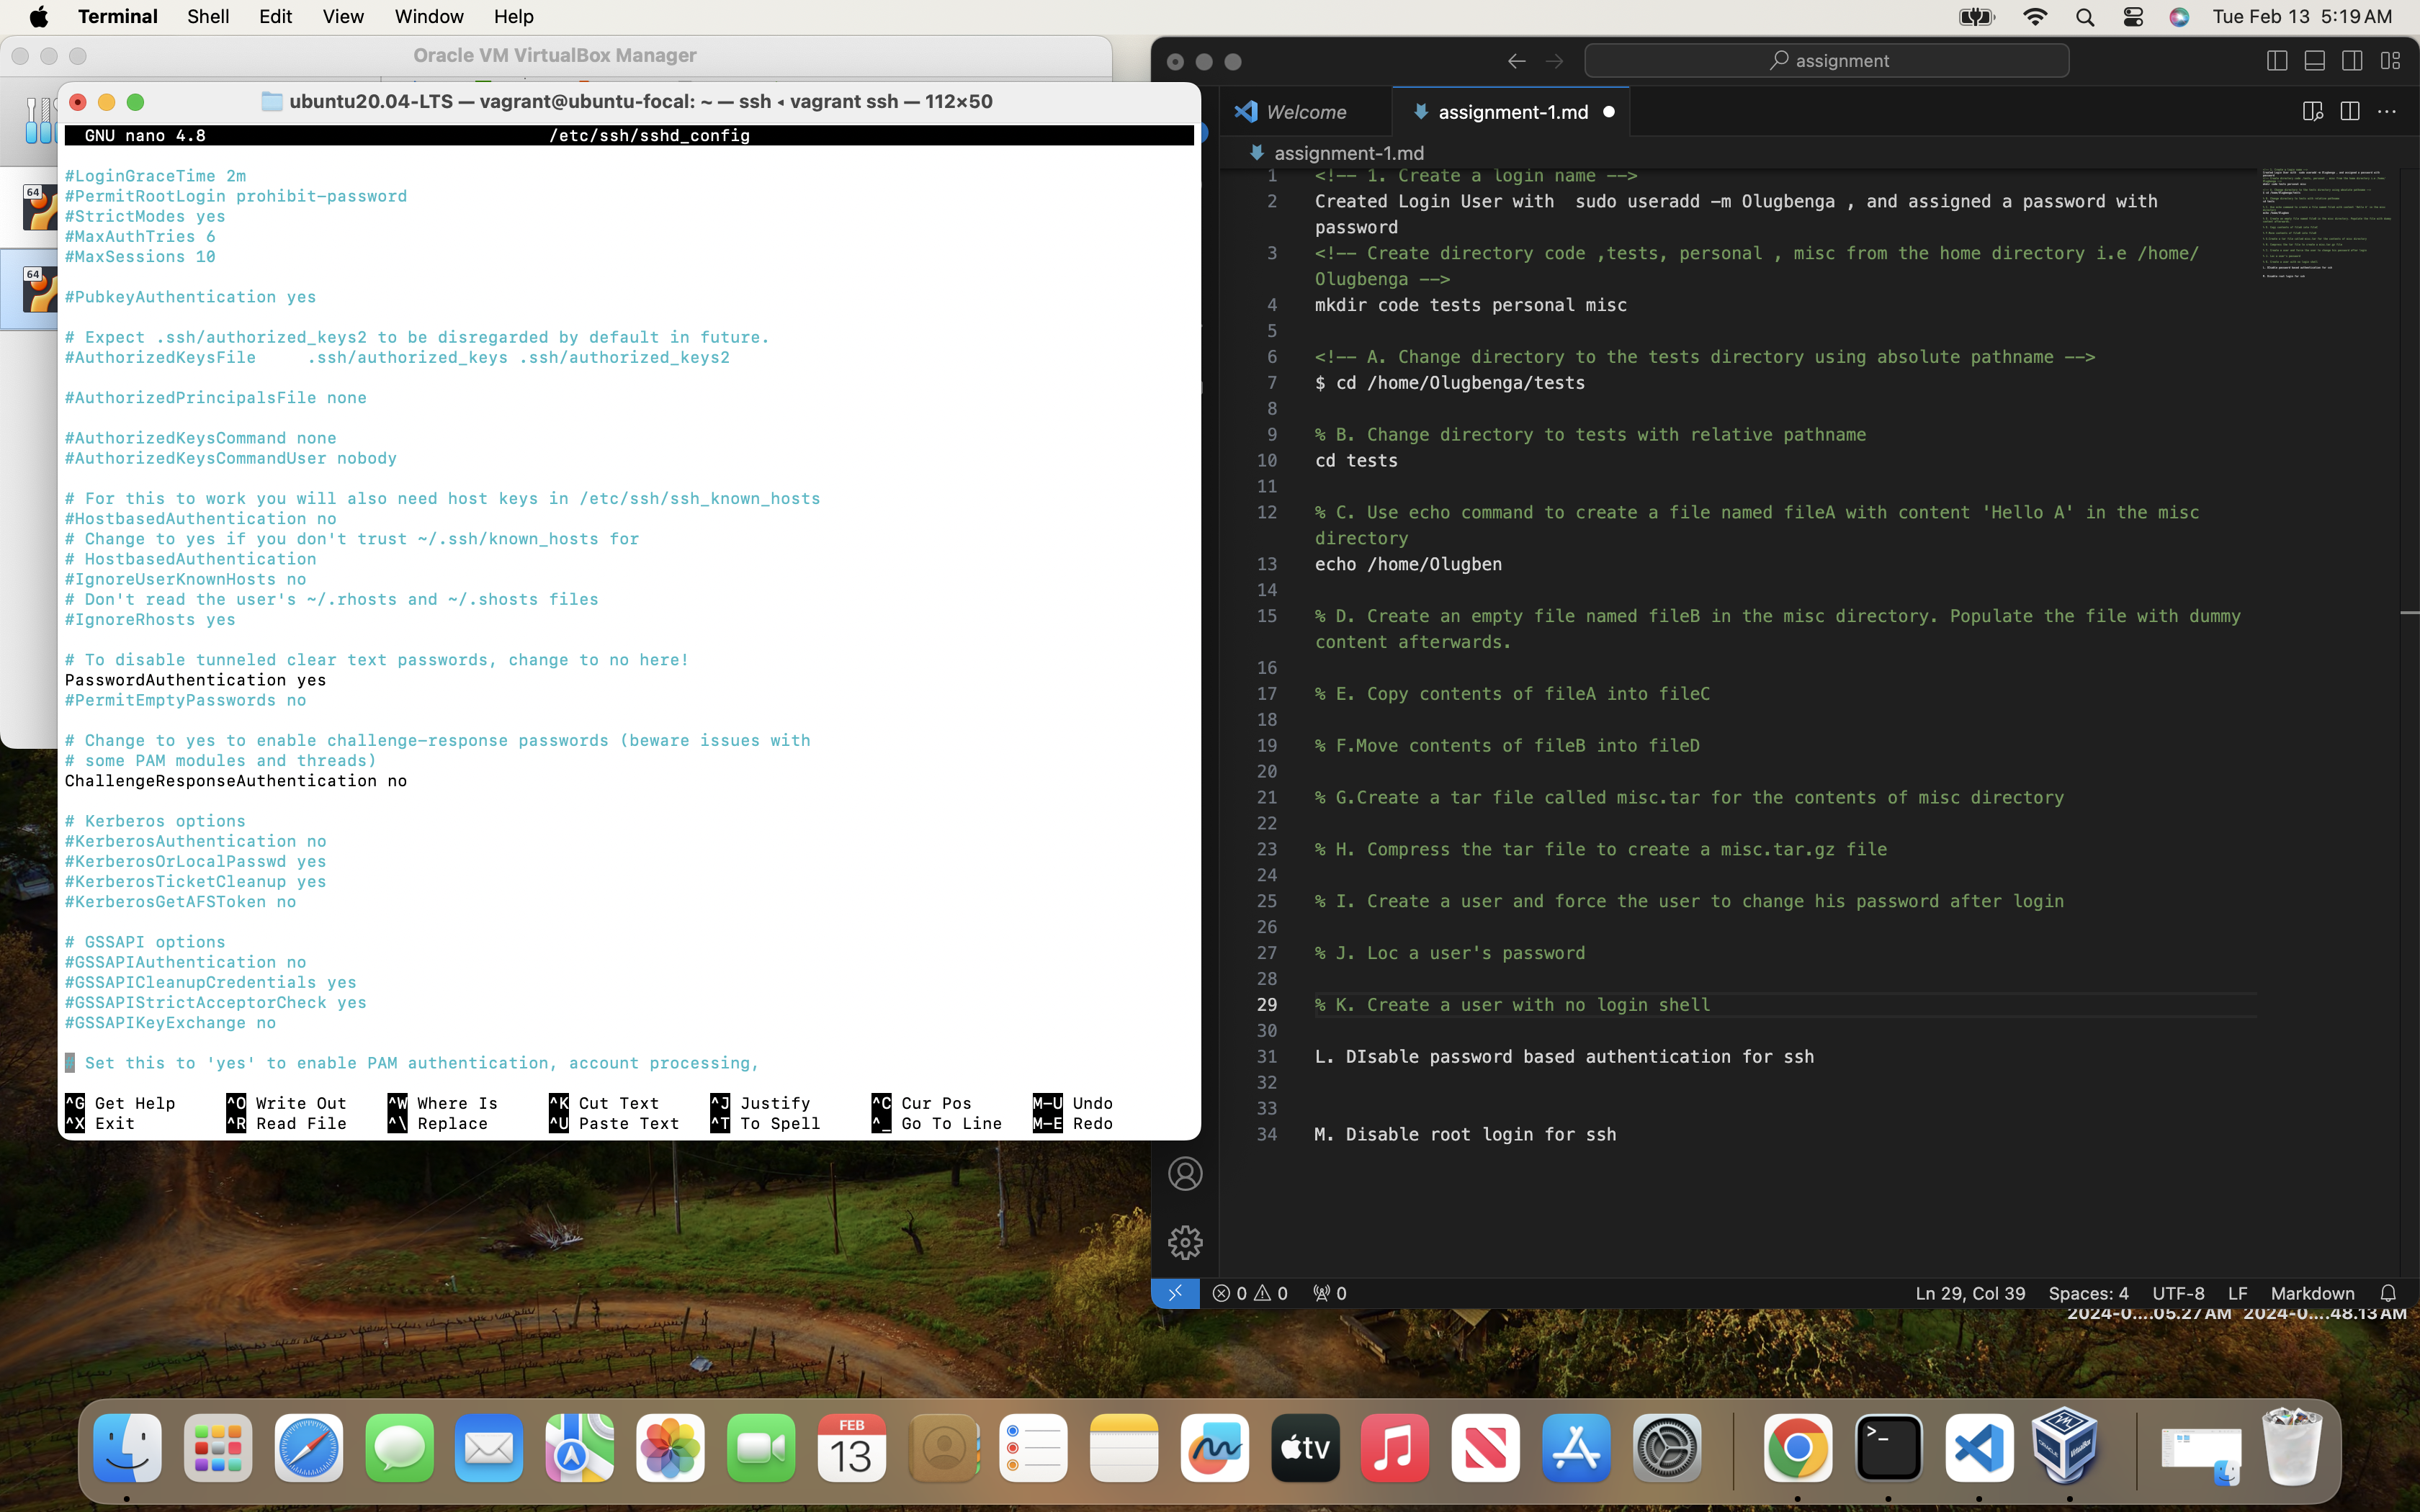 Terminal Shell Edit View Window Help Tue Feb 13 5:19 AM
Oracle VM VirtualBox Manager
64
64
ubuntu20.04-LTS — vagrant@ubuntu-focal: ~ — ssh ◂ vagrant ssh — 112×50
GNU nano 4.8 /etc/ssh/sshd_config
#LoginGraceTime 2m
#PermitRootLogin prohibit-password
#StrictModes yes
#MaxAuthTries 6
#MaxSessions 10
#PubkeyAuthentication yes
# Expect .ssh/authorized_keys2 to be disregarded by default in future.
#AuthorizedKeysFile .ssh/authorized_keys .ssh/authorized_keys2
#AuthorizedPrincipalsFile none
#AuthorizedKeysCommand none
#AuthorizedKeysCommandUser nobody
# For this to work you will also need host keys in /etc/ssh/ssh_known_hosts
#HostbasedAuthentication no
# Change to yes if you don't trust ~/.ssh/known_hosts for
# HostbasedAuthentication
#IgnoreUserKnownHosts no
# Don't read the user's ~/.rhosts and ~/.shosts files
#IgnoreRhosts yes
# To disable tunneled clear text passwords, change to no here!
PasswordAuthentication yes
#PermitEmptyPasswords no
# Change to yes to enable challenge-response passwords (beware issues with
# some PAM modules and threads)
ChallengeResponseAuthentication no
# Kerberos options
#KerberosAuthentication no
#KerberosOrLocalPasswd yes
#KerberosTicketCleanup yes
#KerberosGetAFSToken no
# GSSAPI options
#GSSAPIAuthentication no
#GSSAPICleanupCredentials yes
#GSSAPIStrictAcceptorCheck yes
#GSSAPIKeyExchange no
# Set this to 'yes' to enable PAM authentication, account processing,
^G Get Help ^O Write Out ^W Where Is ^K Cut Text ^J Justify ^C Cur Pos M-U Undo
^X Exit ^R Read File ^\ Replace ^U Paste Text ^T To Spell ^_ Go To Line M-E Redo
assignment
Welcome assignment-1.md
assignment-1.md
1 <!-- 1. Create a login name -->
2 Created Login User with  sudo useradd -m Olugbenga , and assigned a password with
password
3 <!-- Create directory code ,tests, personal , misc from the home directory i.e /home/
Olugbenga -->
4 mkdir code tests personal misc
5
6 <!-- A. Change directory to the tests directory using absolute pathname -->
7 $ cd /home/Olugbenga/tests
8
9 % B. Change directory to tests with relative pathname
10 cd tests
11
12 % C. Use echo command to create a file named fileA with content 'Hello A' in the misc
directory
13 echo /home/Olugben
14
15 % D. Create an empty file named fileB in the misc directory. Populate the file with dummy
content afterwards.
16
17 % E. Copy contents of fileA into fileC
18
19 % F.Move contents of fileB into fileD
20
21 % G.Create a tar file called misc.tar for the contents of misc directory
22
23 % H. Compress the tar file to create a misc.tar.gz file
24
25 % I. Create a user and force the user to change his password after login
26
27 % J. Loc a user's password
28
29 % K. Create a user with no login shell
30
31 L. DIsable password based authentication for ssh
32
33
34 M. Disable root login for ssh
0 0 0 Ln 29, Col 39 Spaces: 4 UTF-8 LF Markdown
2024-0....05.27 AM 2024-0....48.13 AM
FEB
13
tv